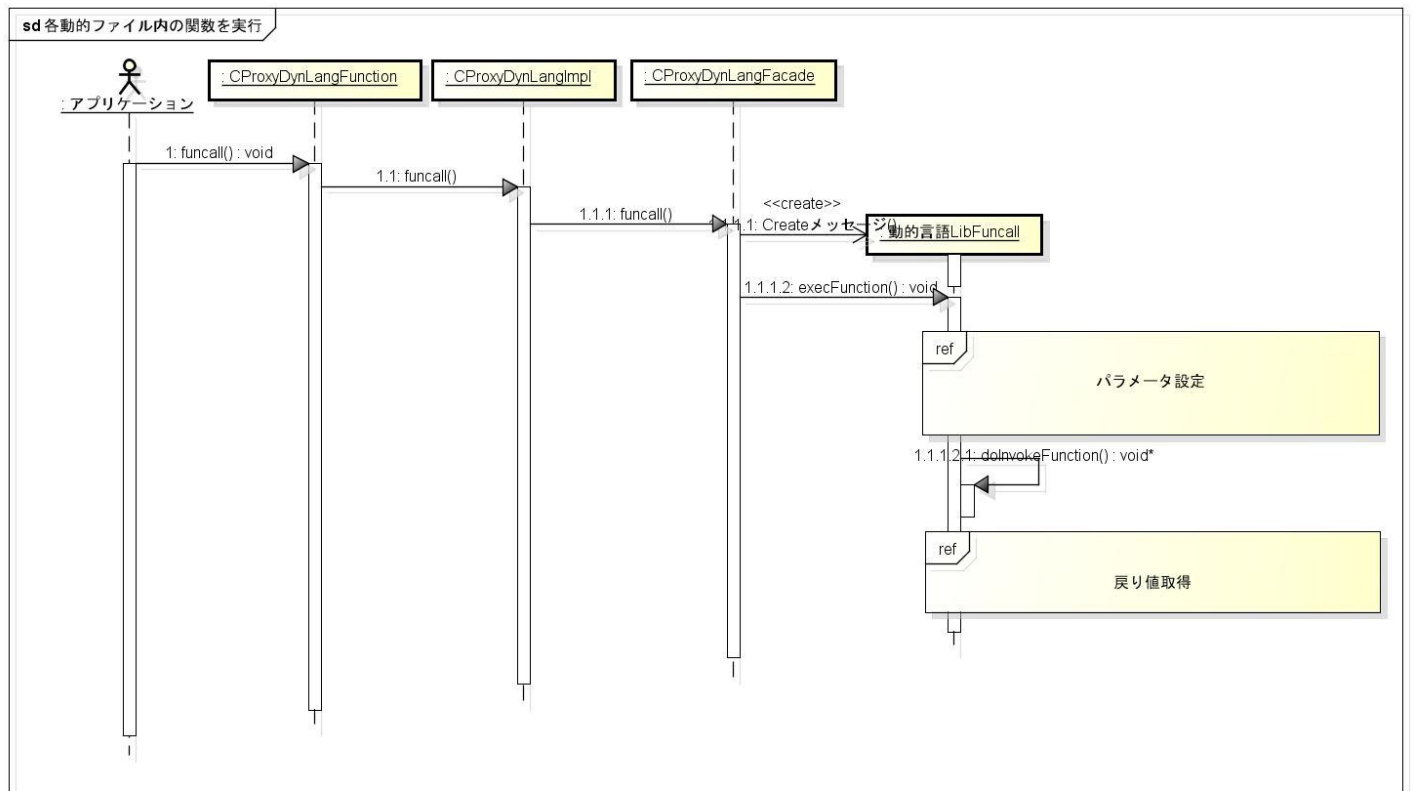 sd 各動的ファイル内の関数を実行
: アプリケーション
: CProxyDynLangFunction
: CProxyDynLangImpl
: CProxyDynLangFacade
1: funcall() : void
1.1: funcall()
1.1.1: funcall()
<<create>>
1.1: Createメッセージ()
: 動的言語LibFuncall
1.1.1.2: execFunction() : void
ref
パラメータ設定
1.1.1.2.1: doInvokeFunction() : void*
ref
戻り値取得